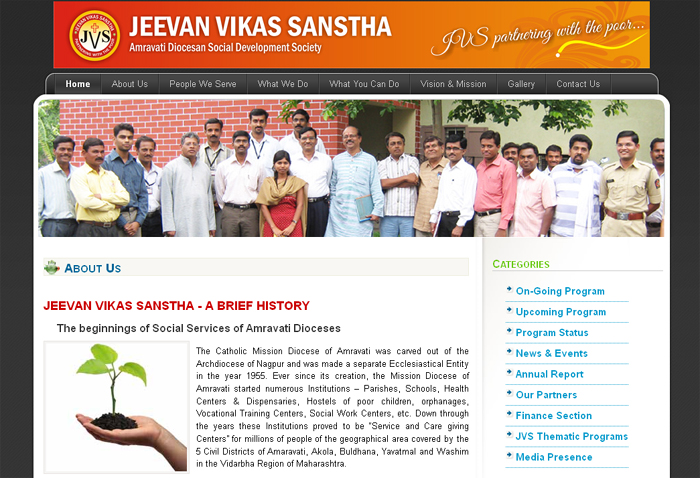 JEEVAN VIKAS SANSTHA
Amravati Diocesan Social Development Society
JVS
JVS partnering with the poor...
Home About Us People We Serve What We Do What You Can Do Vision & Mission Gallery Contact Us
About Us
JEEVAN VIKAS SANSTHA - A BRIEF HISTORY
The beginnings of Social Services of Amravati Dioceses
The Catholic Mission Diocese of Amravati was carved out of the
Archdiocese of Nagpur and was made a separate Ecclesiastical Entity
in the year 1955. Ever since its creation, the Mission Diocese of
Amravati started numerous Institutions – Parishes, Schools, Health
Centers & Dispensaries, Hostels of poor children, orphanages,
Vocational Training Centers, Social Work Centers, etc. Down through
the years these Institutions proved to be "Service and Care giving
Centers" for millions of people of the geographical area covered by the
5 Civil Districts of Amaravati, Akola, Buldhana, Yavatmal and Washim
in the Vidarbha Region of Maharashtra.
Categories
On-Going Program
Upcoming Program
Program Status
News & Events
Annual Report
Our Partners
Finance Section
JVS Thematic Programs
Media Presence